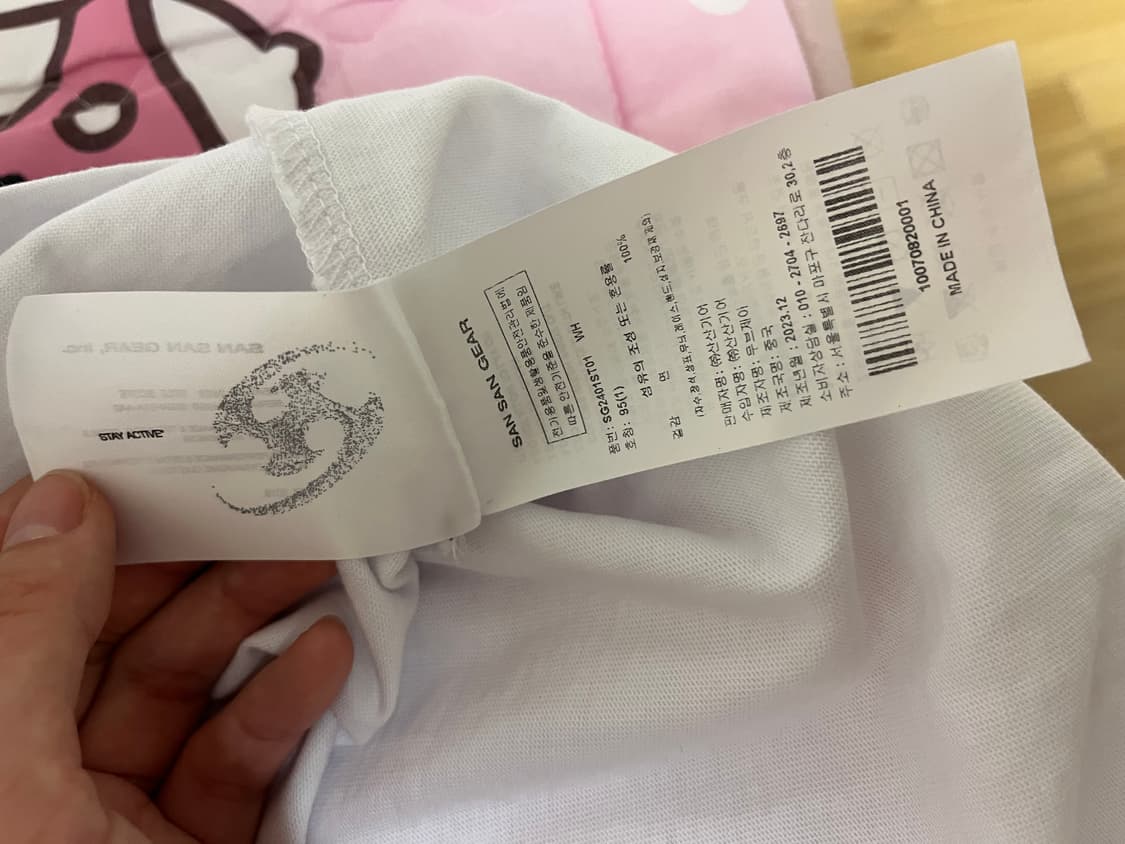 STAY ACTIVE
SAN SAN GEAR, Inc.
SAN SAN GEAR
전기용품및생활용품안전관리법에
따른 안전기준을 준수한 제품임
품번: SG2401ST01 WH
호칭: 95(1)
섬유의 조성 또는 혼용률
겉감 면 100%
판매자명: ㈜산산기어
수입자명: ㈜산산기어
제조자명: 무브제이
제조국명: 중국
제조년월: 2023.12
소비자상담실: 010-2704-2697
주소: 서울특별시 마포구 잔다리로 30, 2층
10070820001
MADE IN CHINA